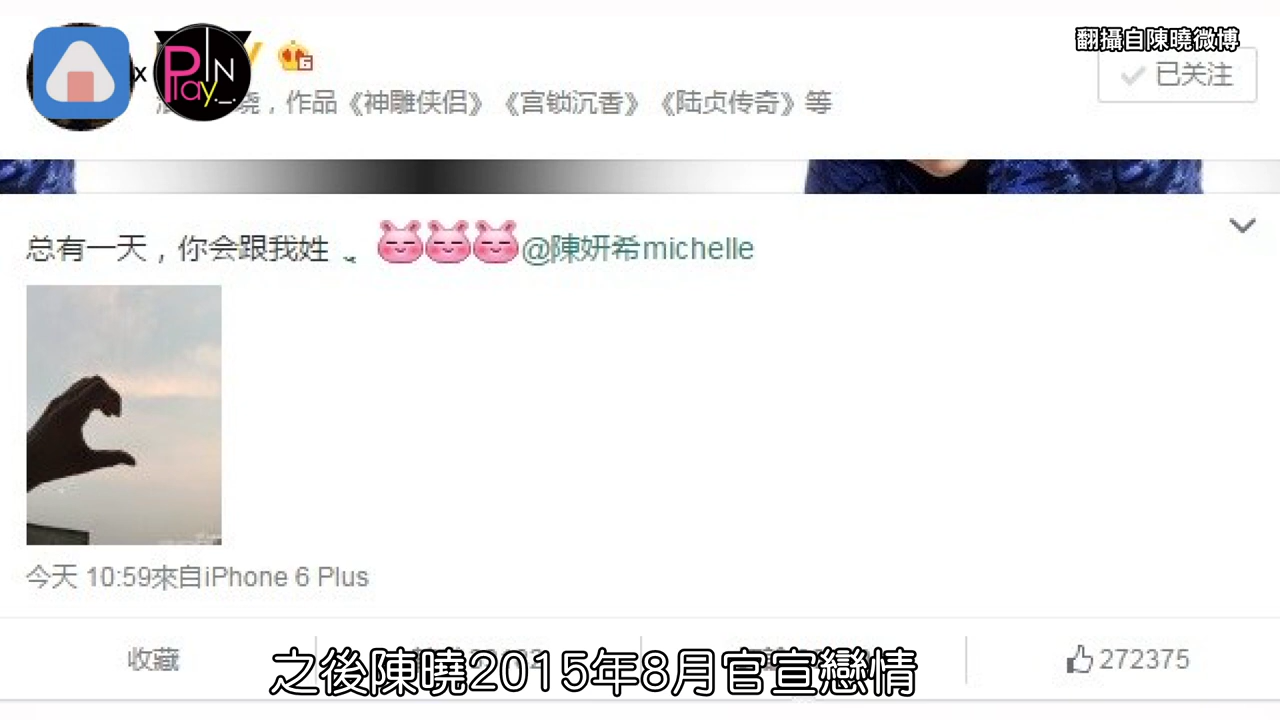 翻攝自陳曉微博
x
PlayIN
6
已关注
晓，作品《神雕侠侣》《宫锁沉香》《陆贞传奇》等
总有一天，你会跟我姓 。@陳妍希michelle
今天 10:59來自iPhone 6 Plus
收藏
272375
之後陳曉2015年8月官宣戀情